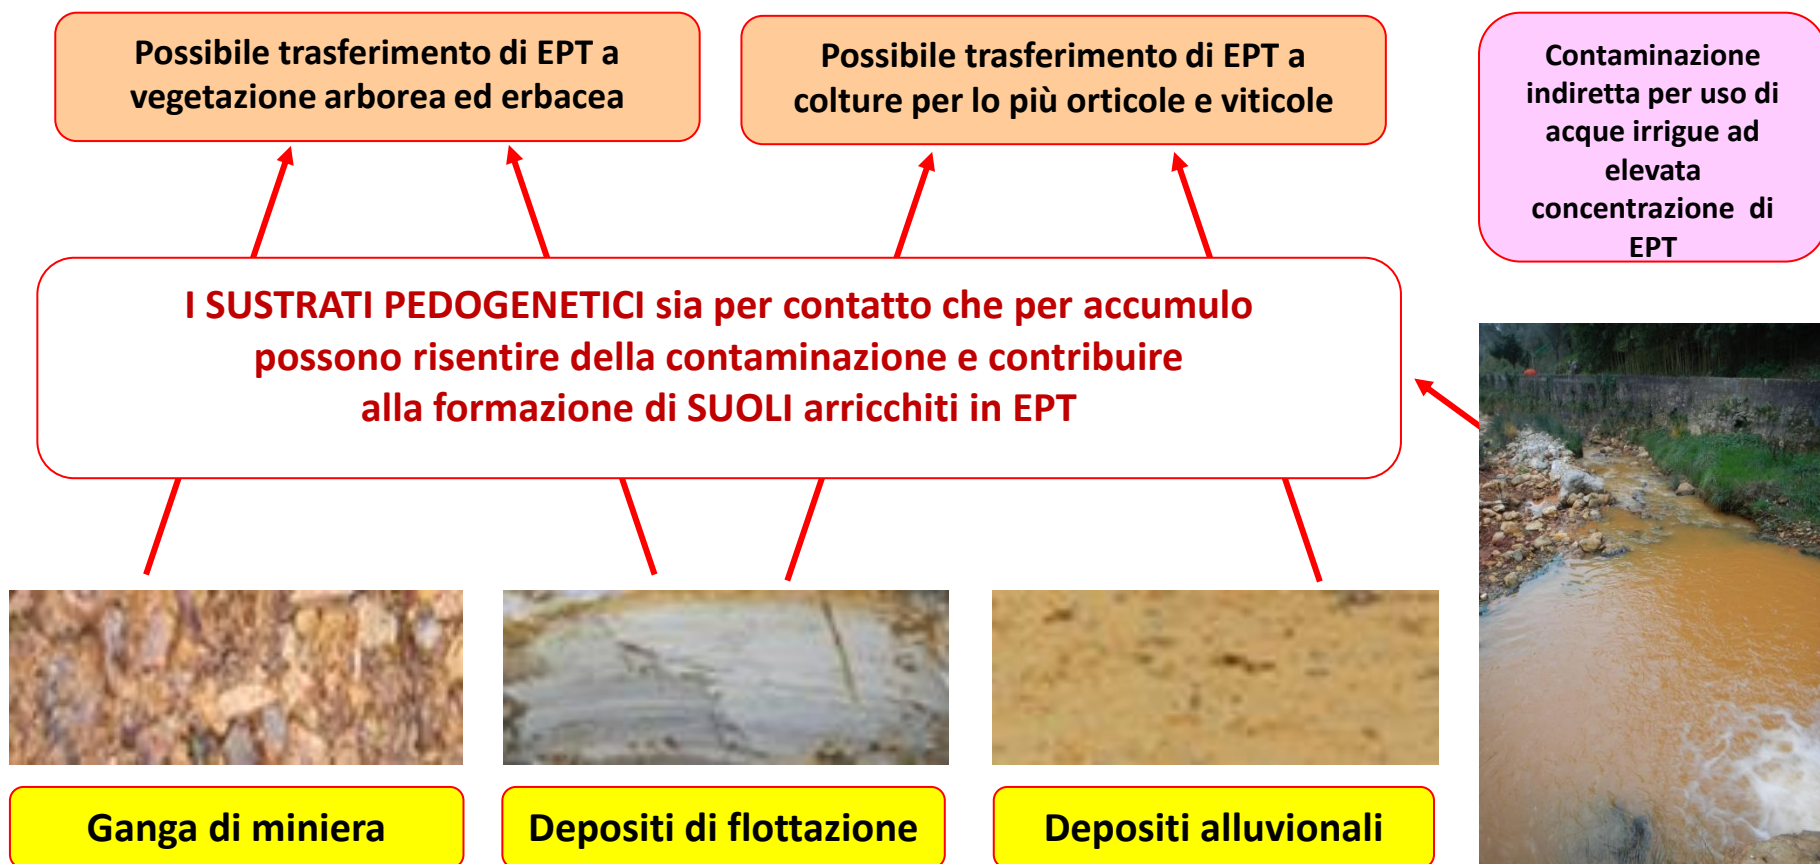 Possibile trasferimento di EPT a
vegetazione arborea ed erbacea
Possibile trasferimento di EPT a
colture per lo più orticole e viticole
Contaminazione
indiretta per uso di
acque irrigue ad
elevata
concentrazione di
EPT
I SUSTRATI PEDOGENETICI sia per contatto che per accumulo
possono risentire della contaminazione e contribuire
alla formazione di SUOLI arricchiti in EPT
Ganga di miniera
Depositi di flottazione
Depositi alluvionali